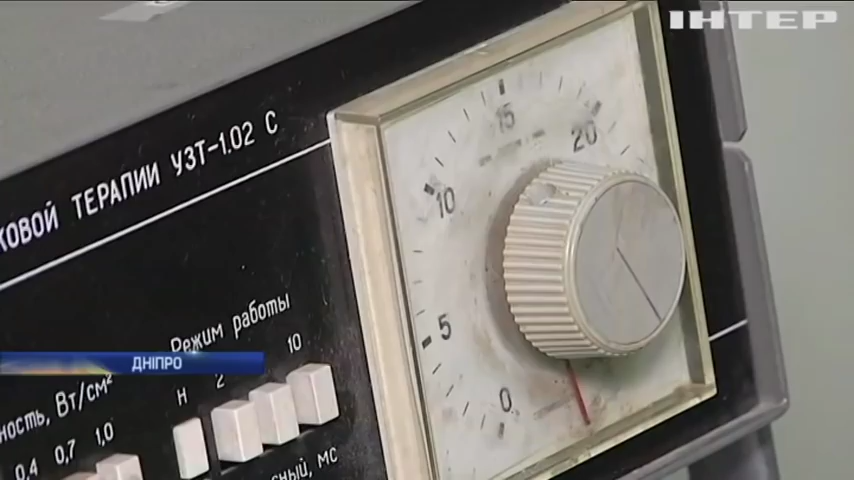 ІНТЕР
КОВОЙ ТЕРАПИИ УЗТ-1.02 С
15
20
10
5
0
Режим работы
Н 2 10
ДНІПРО
ность, Вт/см²
0,4 0,7 1,0
сный, мс